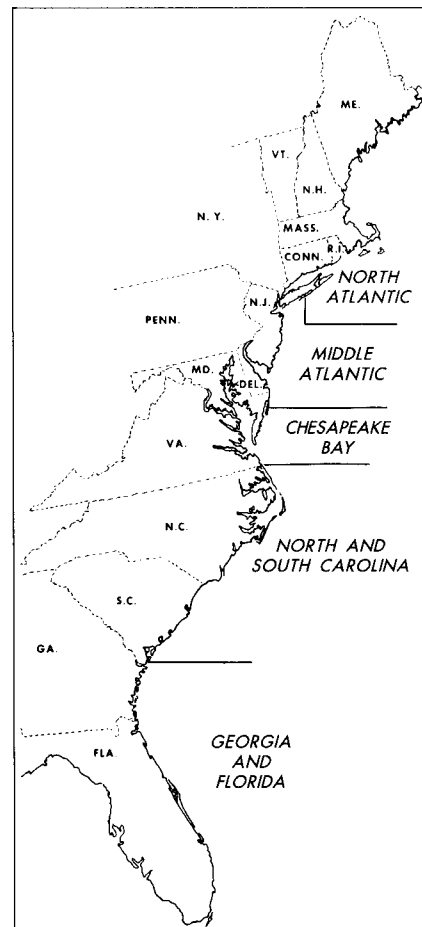 ME.
VT.
N.H.
N. Y.
MASS.
CONN.
R.I.
NORTH
ATLANTIC
N.J.
PENN.
MIDDLE
ATLANTIC
MD.
DEL.
CHESAPEAKE
BAY
VA.
N.C.
NORTH AND
SOUTH CAROLINA
S.C.
GA.
GEORGIA
AND
FLORIDA
FLA.